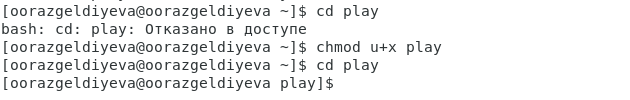 [oorazgeldiyeva@oorazgeldiyeva ~]$ cd play
bash: cd: play: Отказано в доступе
[oorazgeldiyeva@oorazgeldiyeva ~]$ chmod u+x play
[oorazgeldiyeva@oorazgeldiyeva ~]$ cd play
[oorazgeldiyeva@oorazgeldiyeva play]$